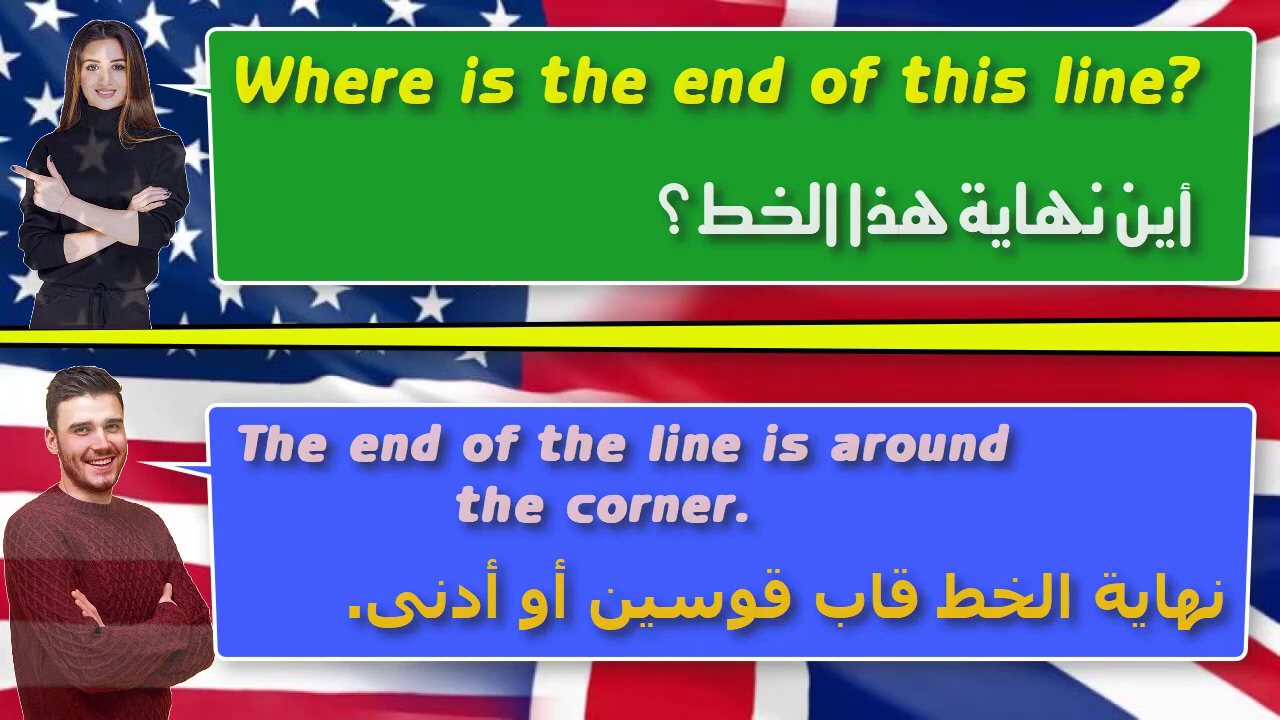 Where is the end of this line?
أين نهاية هذا الخط ؟
The end of the line is around
the corner.
نهاية الخط قاب قوسين أو أدنى.